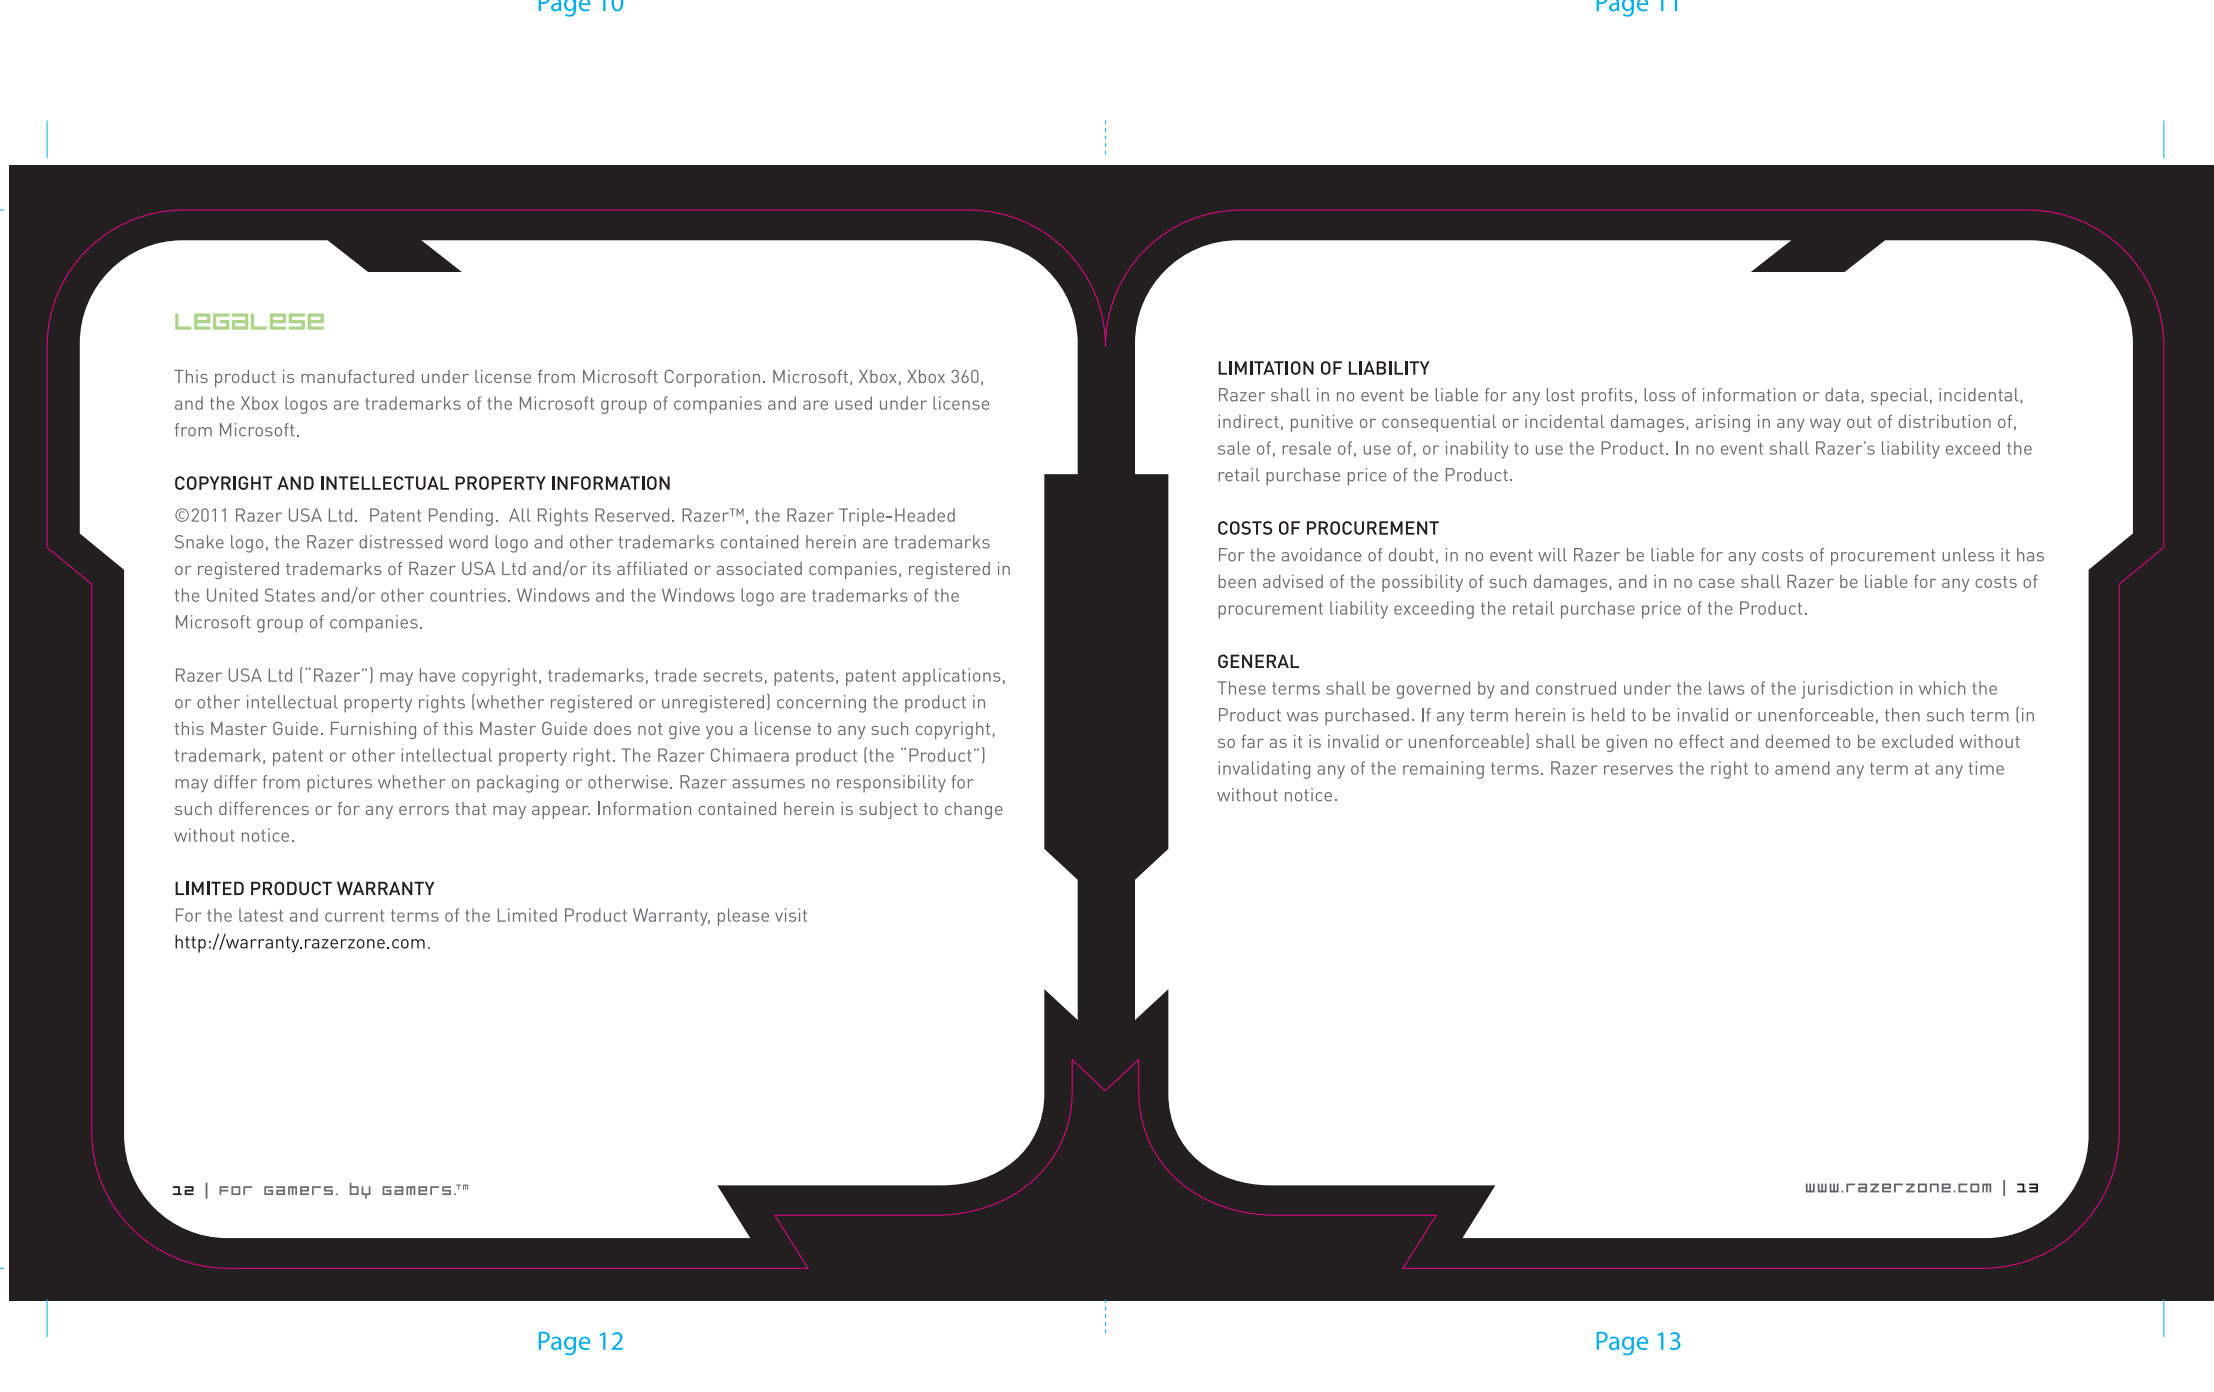 Page 10
Page 11
LEGALESE
This product is manufactured under license from Microsoft Corporation. Microsoft, Xbox, Xbox 360,
and the Xbox logos are trademarks of the Microsoft group of companies and are used under license
from Microsoft.
COPYRIGHT AND INTELLECTUAL PROPERTY INFORMATION
©2011 Razer USA Ltd.  Patent Pending.  All Rights Reserved. Razer™, the Razer Triple-Headed
Snake logo, the Razer distressed word logo and other trademarks contained herein are trademarks
or registered trademarks of Razer USA Ltd and/or its affiliated or associated companies, registered in
the United States and/or other countries. Windows and the Windows logo are trademarks of the
Microsoft group of companies.
Razer USA Ltd (“Razer”) may have copyright, trademarks, trade secrets, patents, patent applications,
or other intellectual property rights (whether registered or unregistered) concerning the product in
this Master Guide. Furnishing of this Master Guide does not give you a license to any such copyright,
trademark, patent or other intellectual property right. The Razer Chimaera product (the “Product”)
may differ from pictures whether on packaging or otherwise. Razer assumes no responsibility for
such differences or for any errors that may appear. Information contained herein is subject to change
without notice.
LIMITED PRODUCT WARRANTY
For the latest and current terms of the Limited Product Warranty, please visit
http://warranty.razerzone.com.
12 | For Gamers. by Gamers.™
LIMITATION OF LIABILITY
Razer shall in no event be liable for any lost profits, loss of information or data, special, incidental,
indirect, punitive or consequential or incidental damages, arising in any way out of distribution of,
sale of, resale of, use of, or inability to use the Product. In no event shall Razer’s liability exceed the
retail purchase price of the Product.
COSTS OF PROCUREMENT
For the avoidance of doubt, in no event will Razer be liable for any costs of procurement unless it has
been advised of the possibility of such damages, and in no case shall Razer be liable for any costs of
procurement liability exceeding the retail purchase price of the Product.
GENERAL
These terms shall be governed by and construed under the laws of the jurisdiction in which the
Product was purchased. If any term herein is held to be invalid or unenforceable, then such term (in
so far as it is invalid or unenforceable) shall be given no effect and deemed to be excluded without
invalidating any of the remaining terms. Razer reserves the right to amend any term at any time
without notice.
www.razerzone.com | 13
Page 12
Page 13